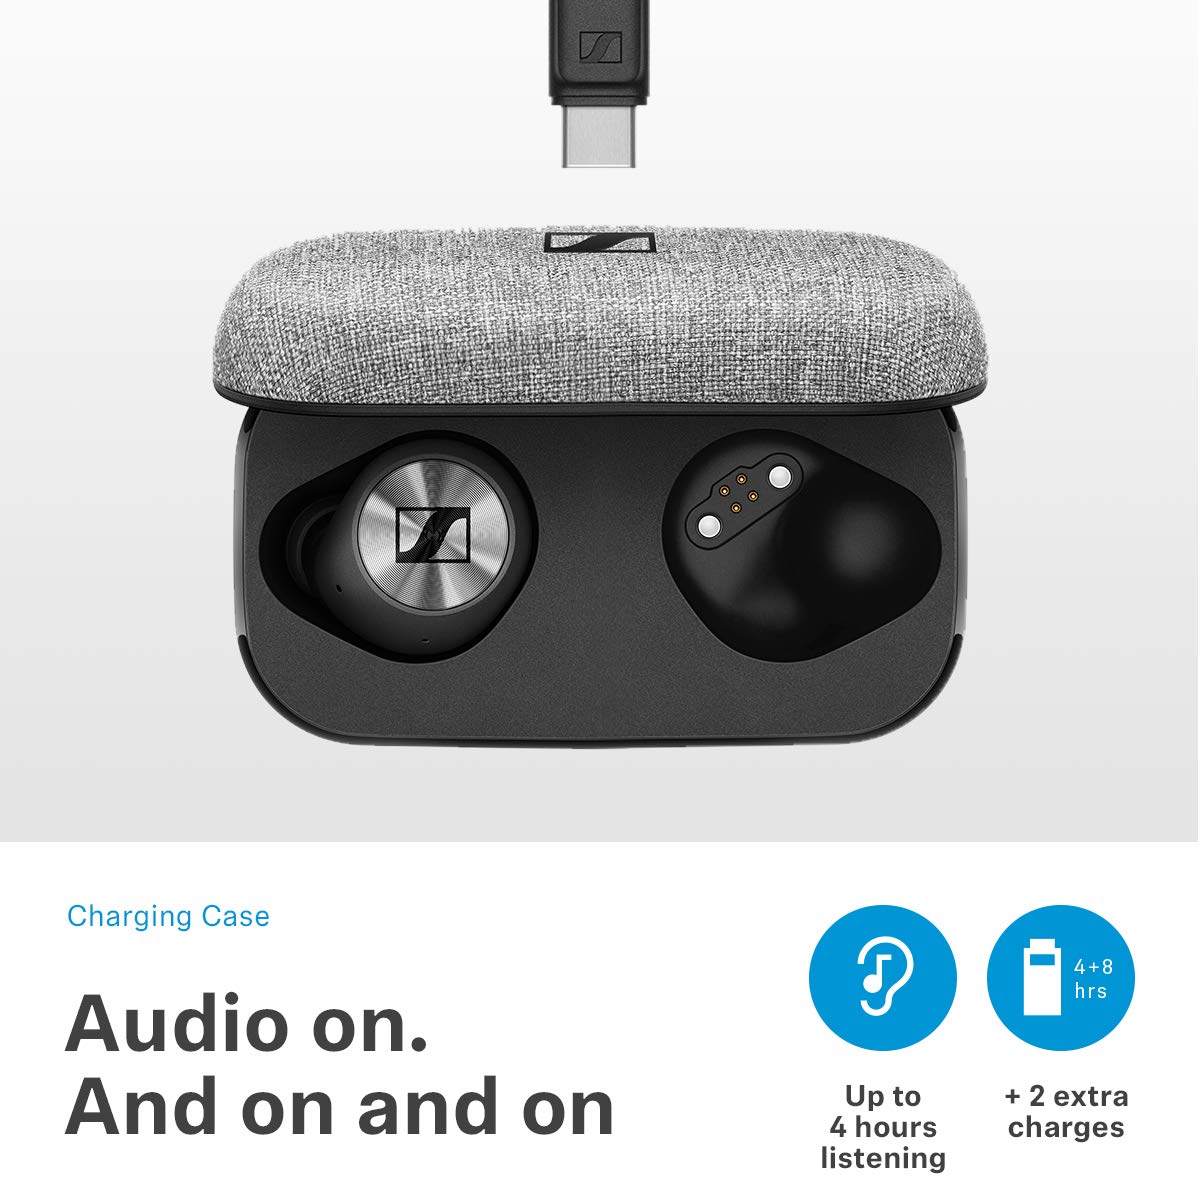 Charging Case
Audio on.
And on and on
4+8
hrs
Up to
4 hours
listening
+ 2 extra
charges